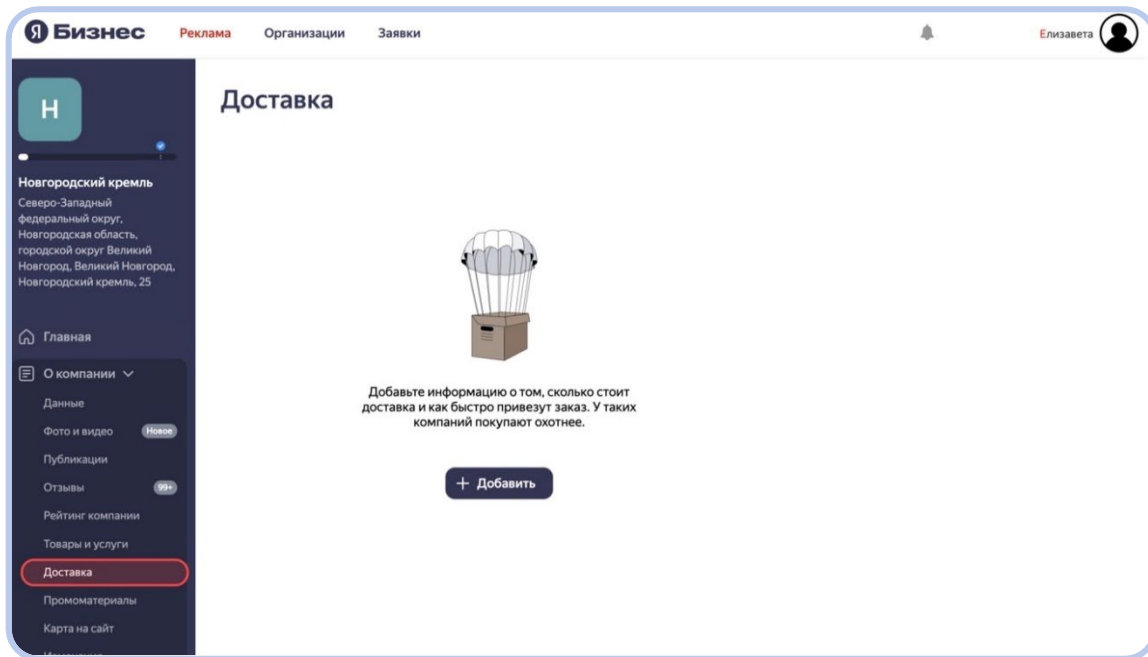 Я Бизнес
Реклама
Организации
Заявки
Елизавета
Н
Новгородский кремль
Северо-Западный
федеральный округ,
Новгородская область,
городской округ Великий
Новгород, Великий Новгород,
Новгородский кремль, 25
Главная
О компании
Данные
Фото и видео
Новое
Публикации
Отзывы
99+
Рейтинг компании
Товары и услуги
Доставка
Промоматериалы
Карта на сайт
Доставка
Добавьте информацию о том, сколько стоит
доставка и как быстро привезут заказ. У таких
компаний покупают охотнее.
+ Добавить